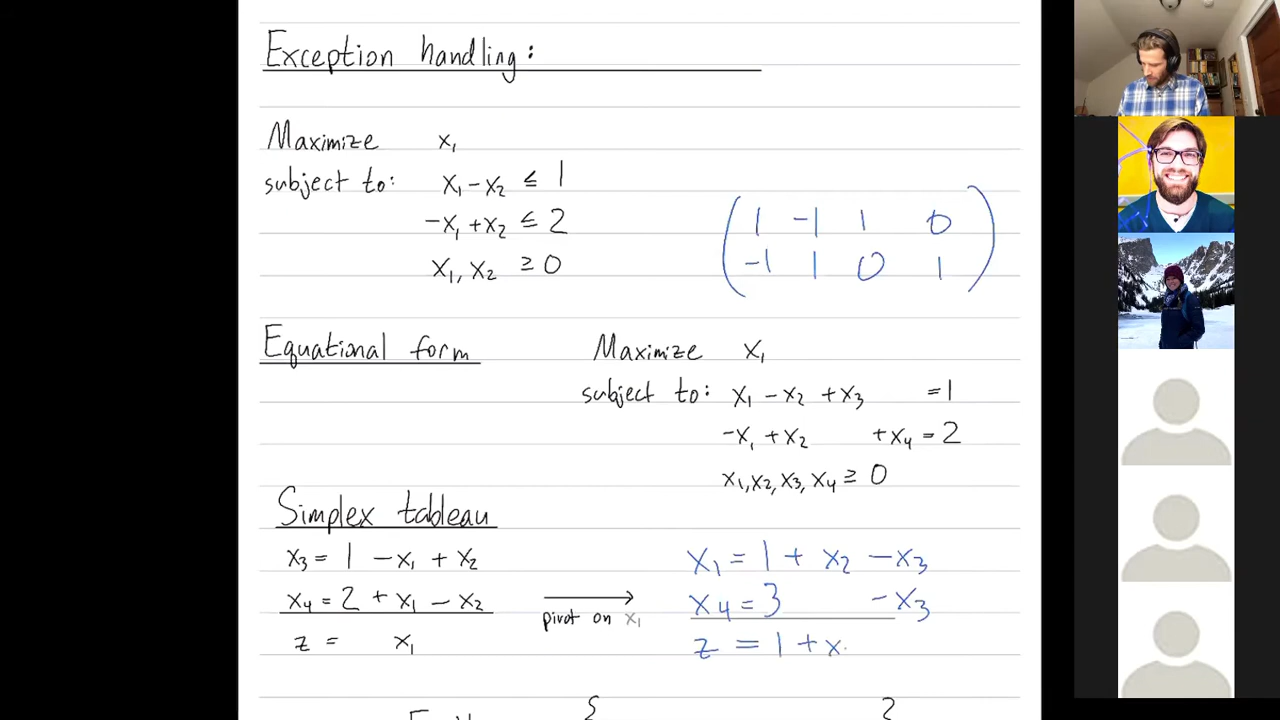 Exception handling:
Maximize x₁
subject to: x₁ - x₂ ≤ 1
-x₁ + x₂ ≤ 2
x₁, x₂ ≥ 0
1 -1 1 0
-1 1 0 1
Equational form
Maximize x₁
subject to: x₁ - x₂ + x₃ = 1
-x₁ + x₂ + x₄ = 2
x₁, x₂, x₃, x₄ ≥ 0
Simplex tableau
x₃ = 1 - x₁ + x₂
x₄ = 2 + x₁ - x₂
z = x₁
pivot on x₁
x₁ = 1 + x₂ - x₃
x₄ = 3 - x₃
z = 1 + x